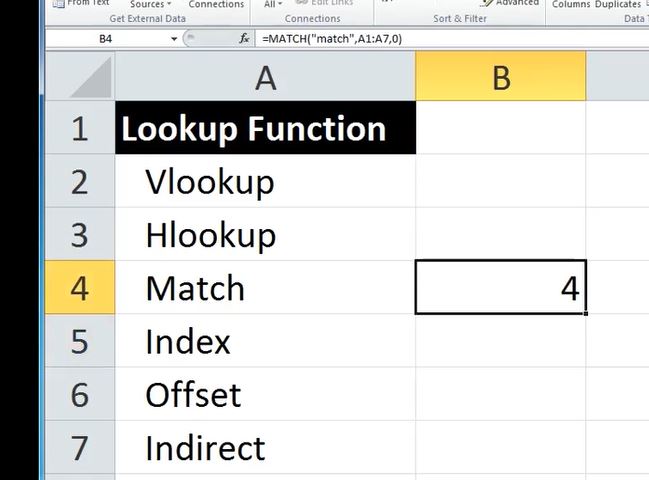 From Text
Sources
Connections
All
Edit Links
Advanced
Columns Duplicates
Get External Data
Connections
Sort & Filter
Data T
B4
fx
=MATCH("match",A1:A7,0)
A
B
1 Lookup Function
2 Vlookup
3 Hlookup
4 Match 4
5 Index
6 Offset
7 Indirect